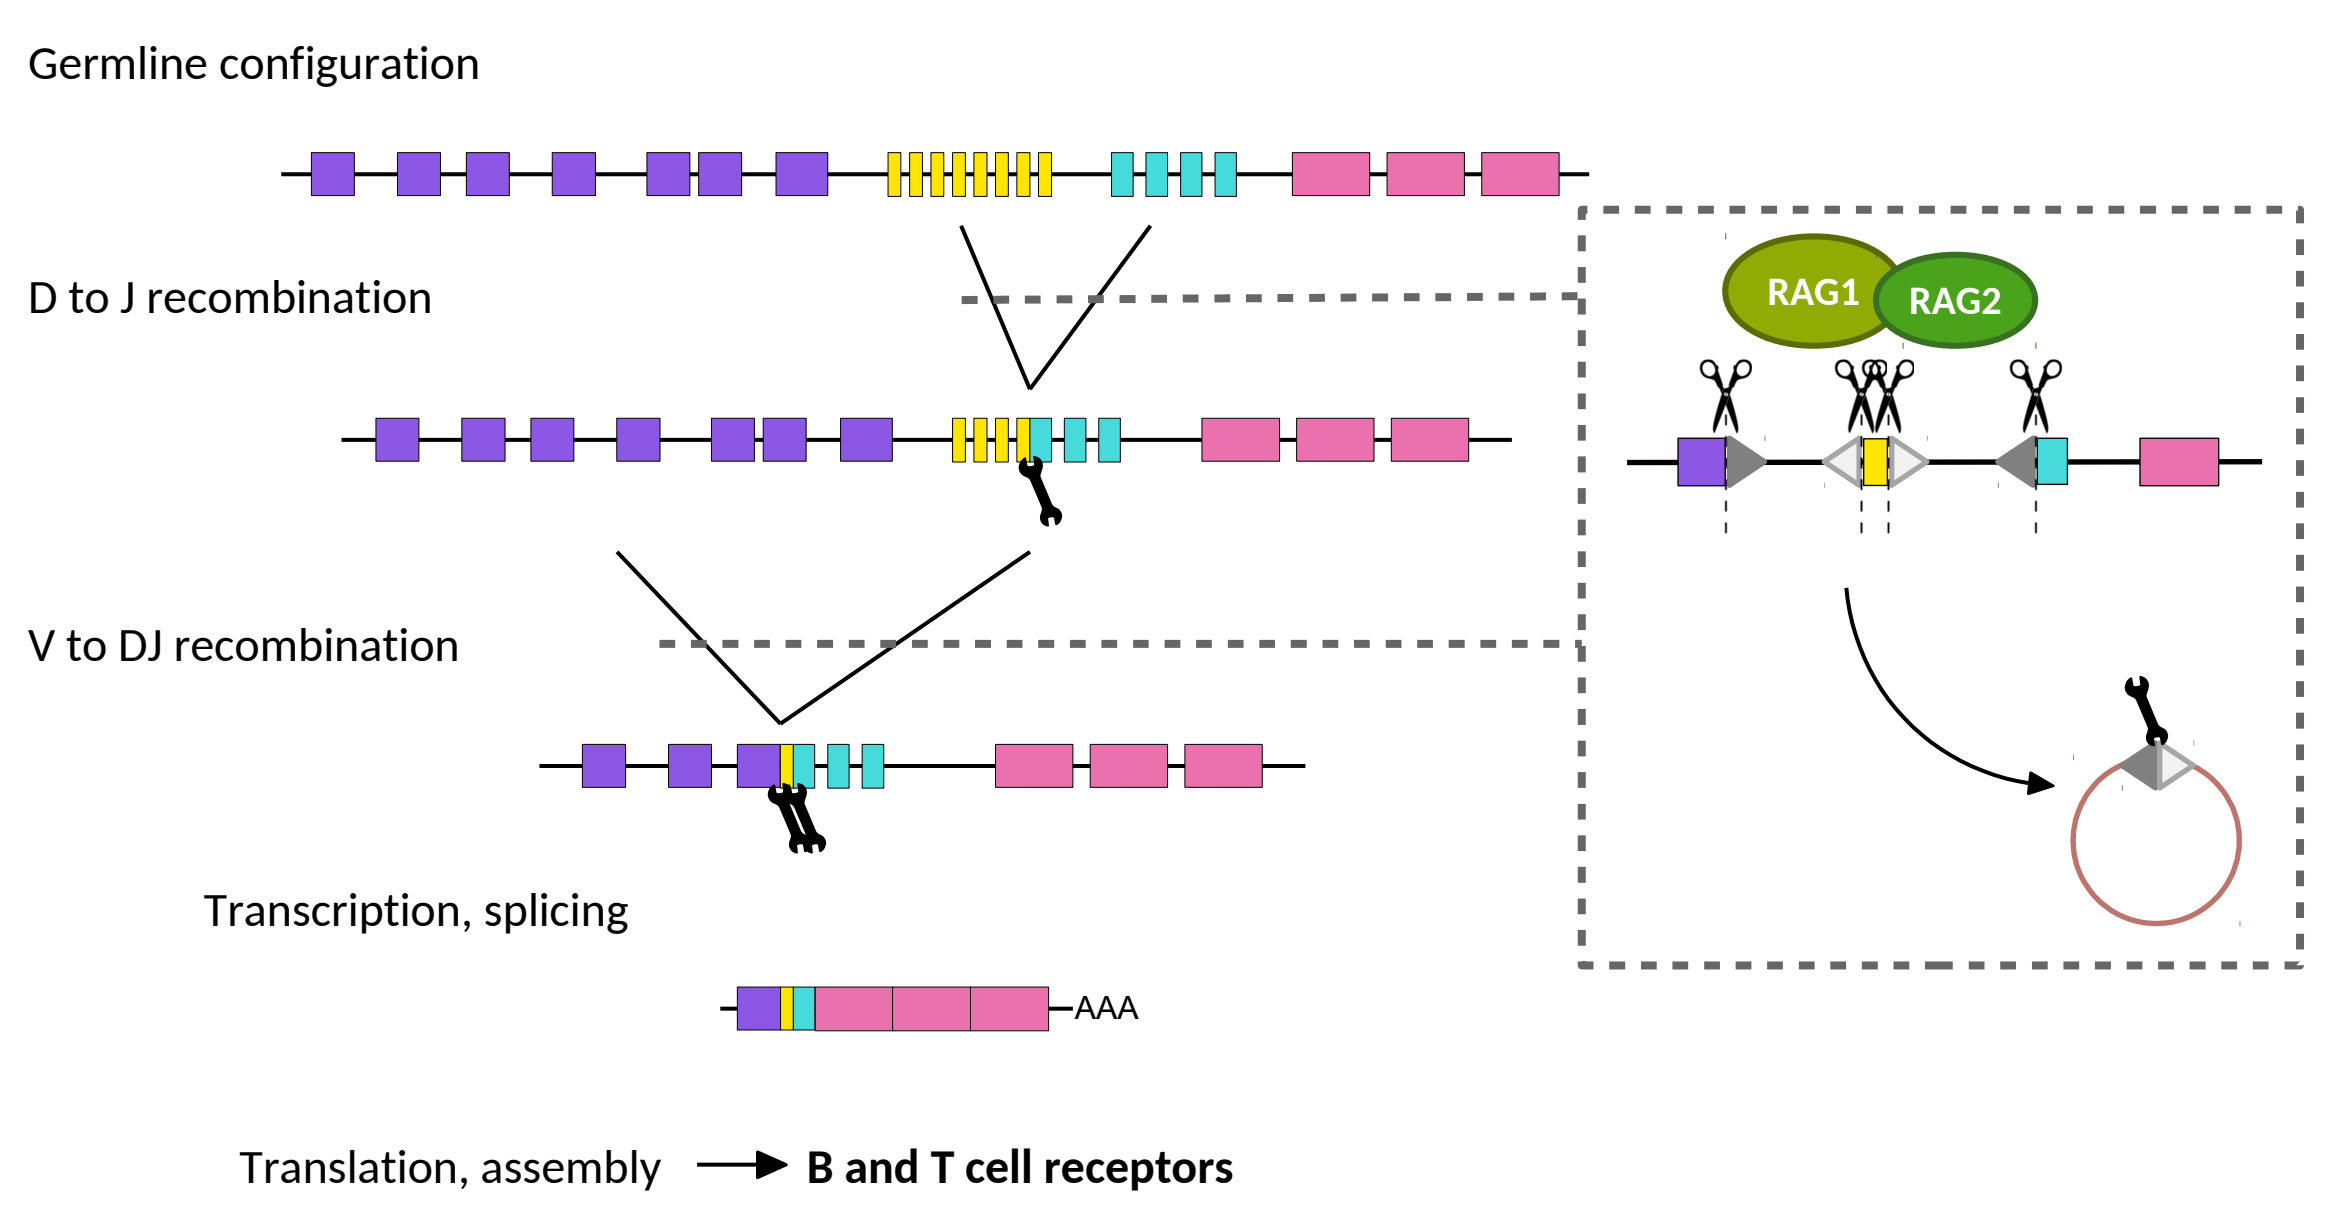 Germline configuration
D to J recombination
RAG1
RAG2
V to DJ recombination
Transcription, splicing
AAA
Translation, assembly
B and T cell receptors